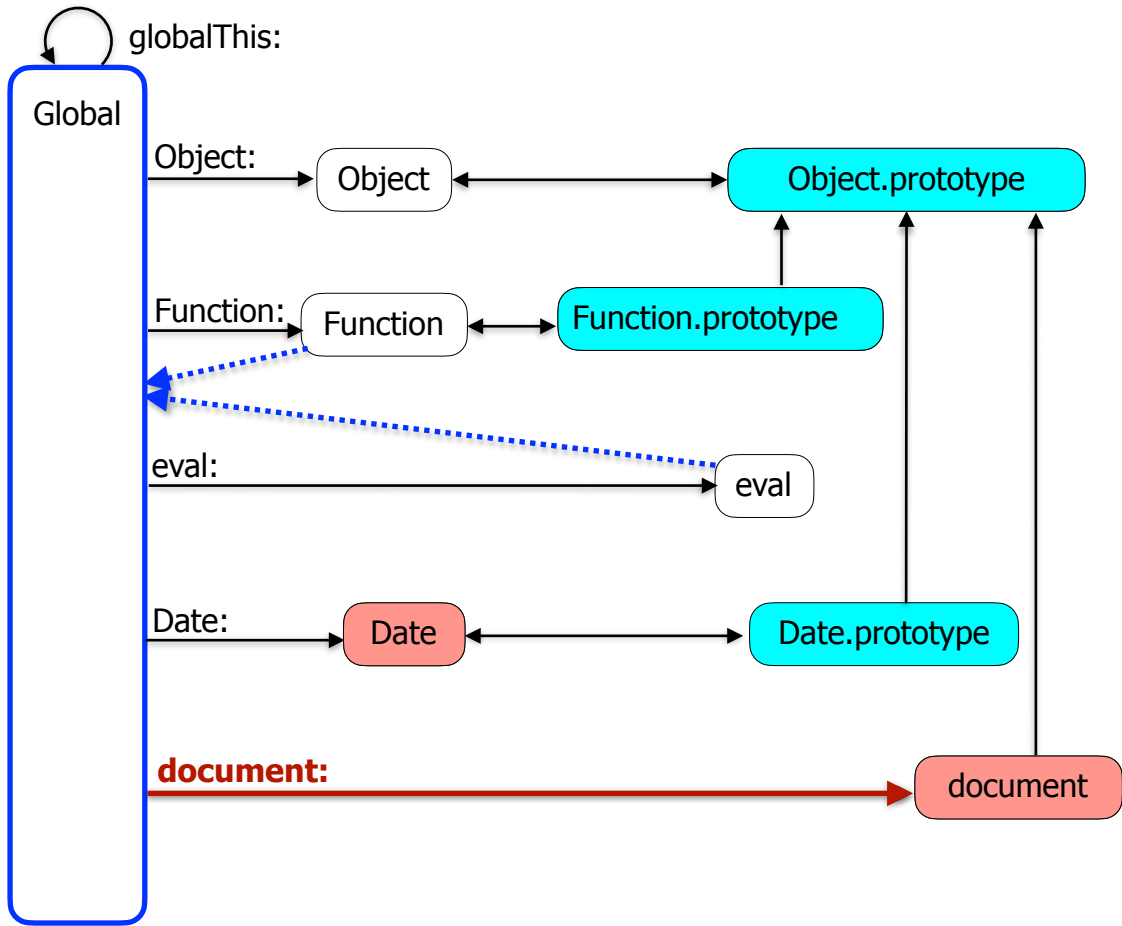 globalThis:
Global
Object:
Object
Object.prototype
Function:
Function
Function.prototype
eval:
eval
Date:
Date
Date.prototype
document:
document